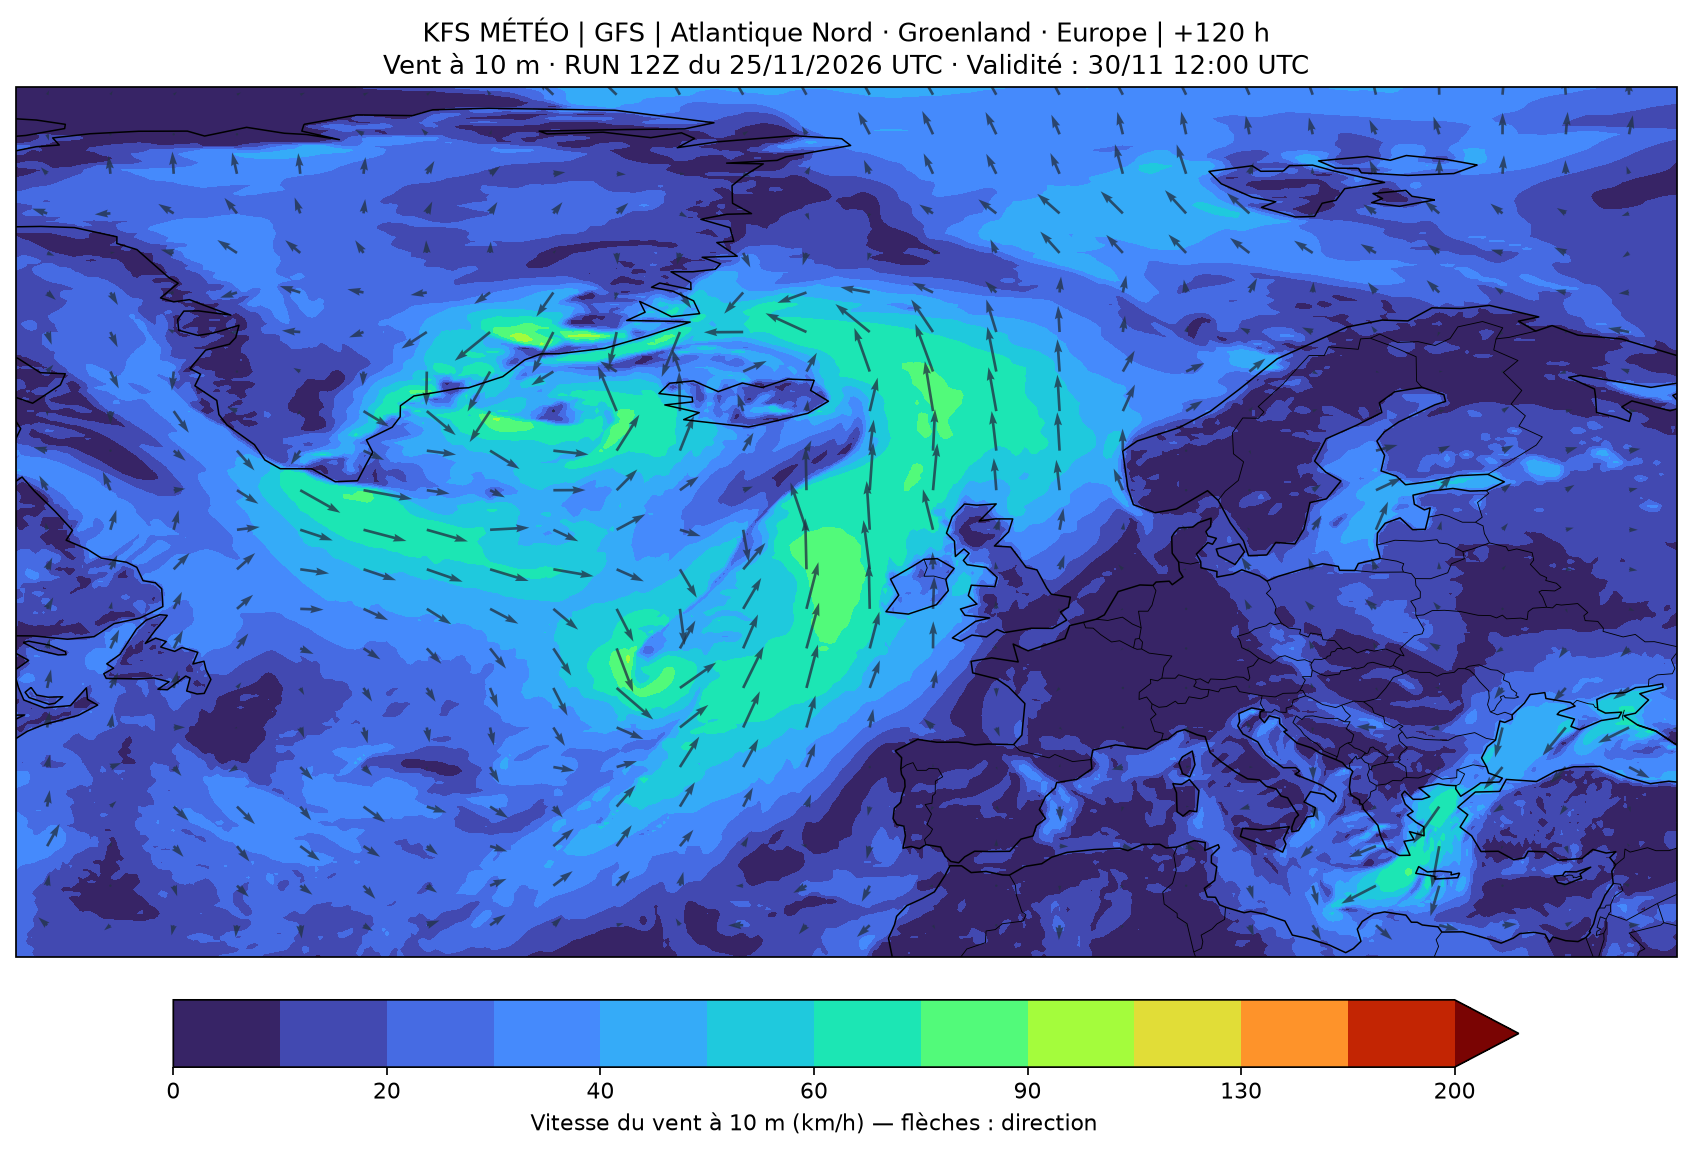 KFS MÉTÉO | GFS | Atlantique Nord · Groenland · Europe | +120 h
Vent à 10 m · RUN 12Z du 25/11/2026 UTC · Validité : 30/11 12:00 UTC
0 20 40 60 90 130 200
Vitesse du vent à 10 m (km/h) — flèches : direction